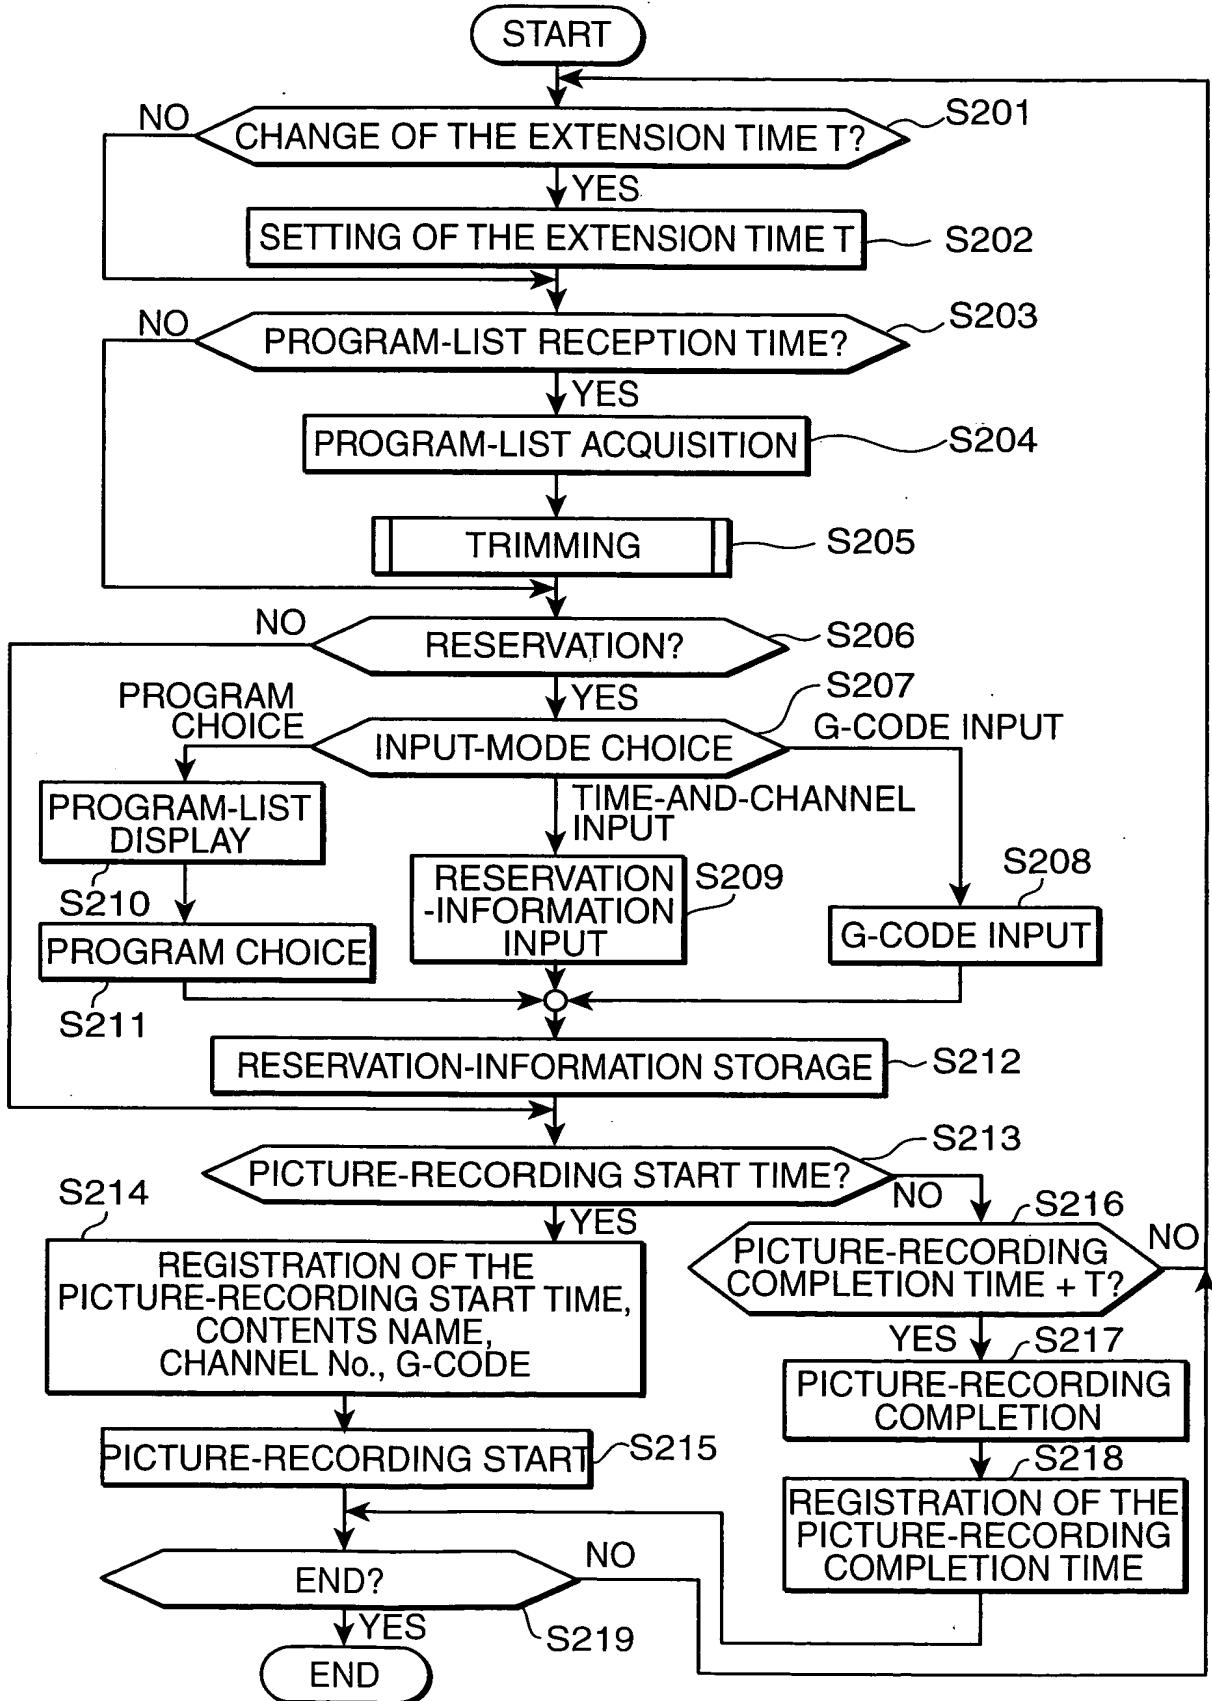 START
NO
CHANGE OF THE EXTENSION TIME T?
S201
YES
SETTING OF THE EXTENSION TIME T
S202
NO
PROGRAM-LIST RECEPTION TIME?
S203
YES
PROGRAM-LIST ACQUISITION
S204
TRIMMING
S205
NO
RESERVATION?
S206
YES
S207
PROGRAM
CHOICE
INPUT-MODE CHOICE
G-CODE INPUT
PROGRAM-LIST
DISPLAY
S210
TIME-AND-CHANNEL
INPUT
RESERVATION
-INFORMATION
INPUT
S209
S208
G-CODE INPUT
PROGRAM CHOICE
S211
RESERVATION-INFORMATION STORAGE
S212
PICTURE-RECORDING START TIME?
S213
NO
YES
S214
REGISTRATION OF THE
PICTURE-RECORDING START TIME,
CONTENTS NAME,
CHANNEL No., G-CODE
S216
PICTURE-RECORDING
COMPLETION TIME + T?
NO
YES
S217
PICTURE-RECORDING
COMPLETION
PICTURE-RECORDING START
S215
S218
REGISTRATION OF THE
PICTURE-RECORDING
COMPLETION TIME
END?
NO
YES
S219
END